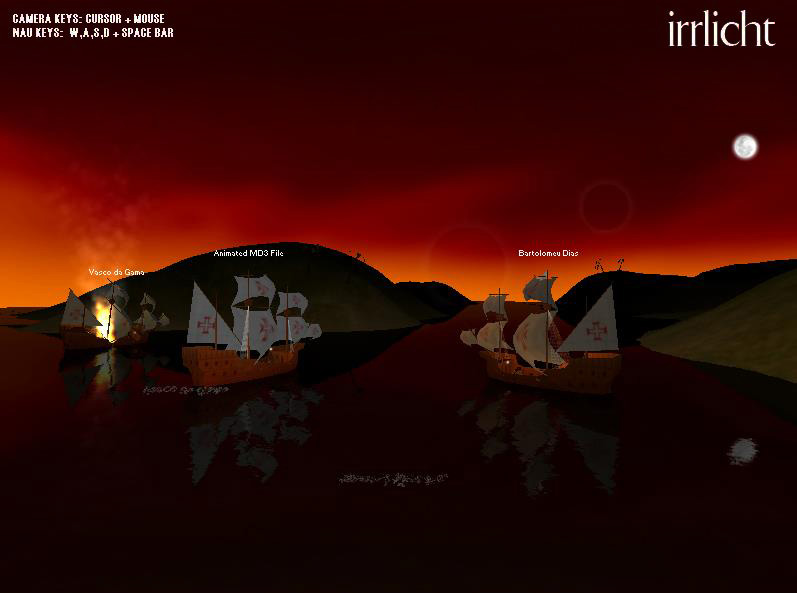 CAMERA KEYS: CURSOR + MOUSE
NAU KEYS: W,A,S,D + SPACE BAR
irrlicht
Animated MD3 File
Bartolomeu Dias
Vasco da Gama